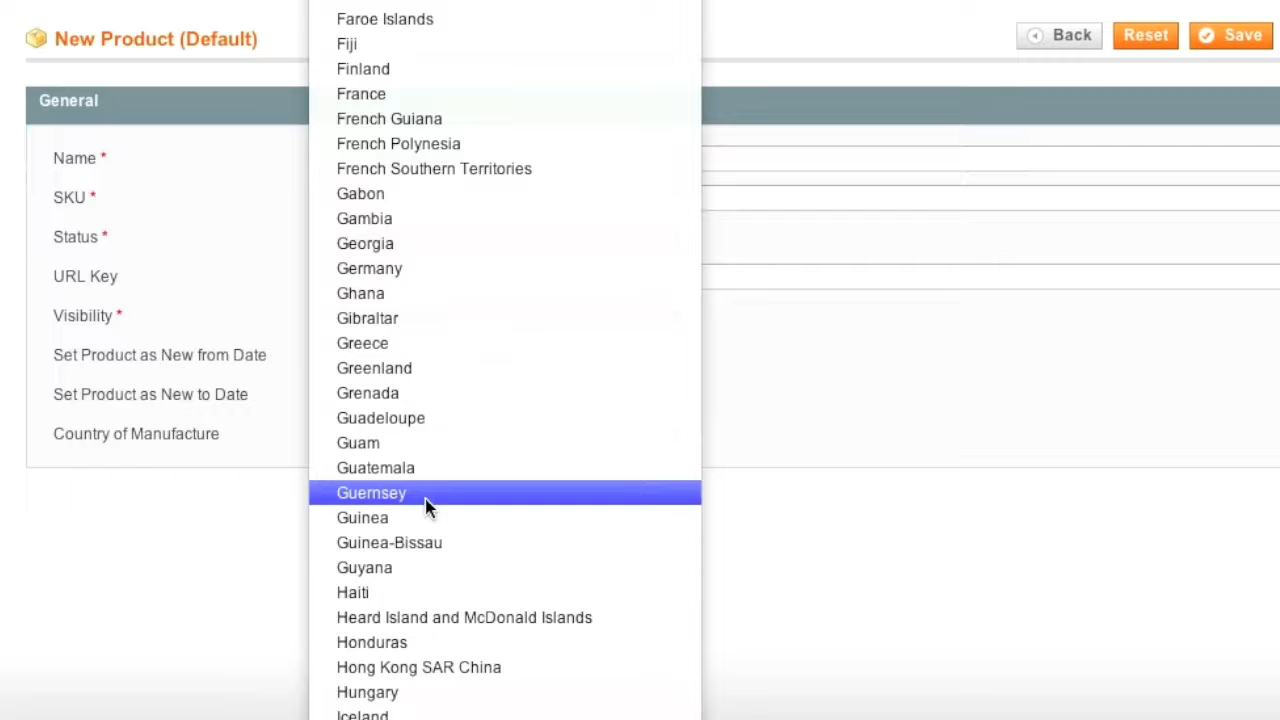 New Product (Default)
Back
Reset
Save
General
Name *
SKU *
Status *
URL Key
Visibility *
Set Product as New from Date
Set Product as New to Date
Country of Manufacture
Faroe Islands
Fiji
Finland
France
French Guiana
French Polynesia
French Southern Territories
Gabon
Gambia
Georgia
Germany
Ghana
Gibraltar
Greece
Greenland
Grenada
Guadeloupe
Guam
Guatemala
Guernsey
Guinea
Guinea-Bissau
Guyana
Haiti
Heard Island and McDonald Islands
Honduras
Hong Kong SAR China
Hungary
Iceland